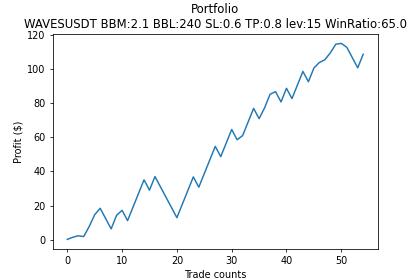 Portfolio
WAVESUSDT BBM:2.1 BBL:240 SL:0.6 TP:0.8 lev:15 WinRatio:65.0
120
100
80
60
40
20
0
Profit ($)
0 10 20 30 40 50
Trade counts